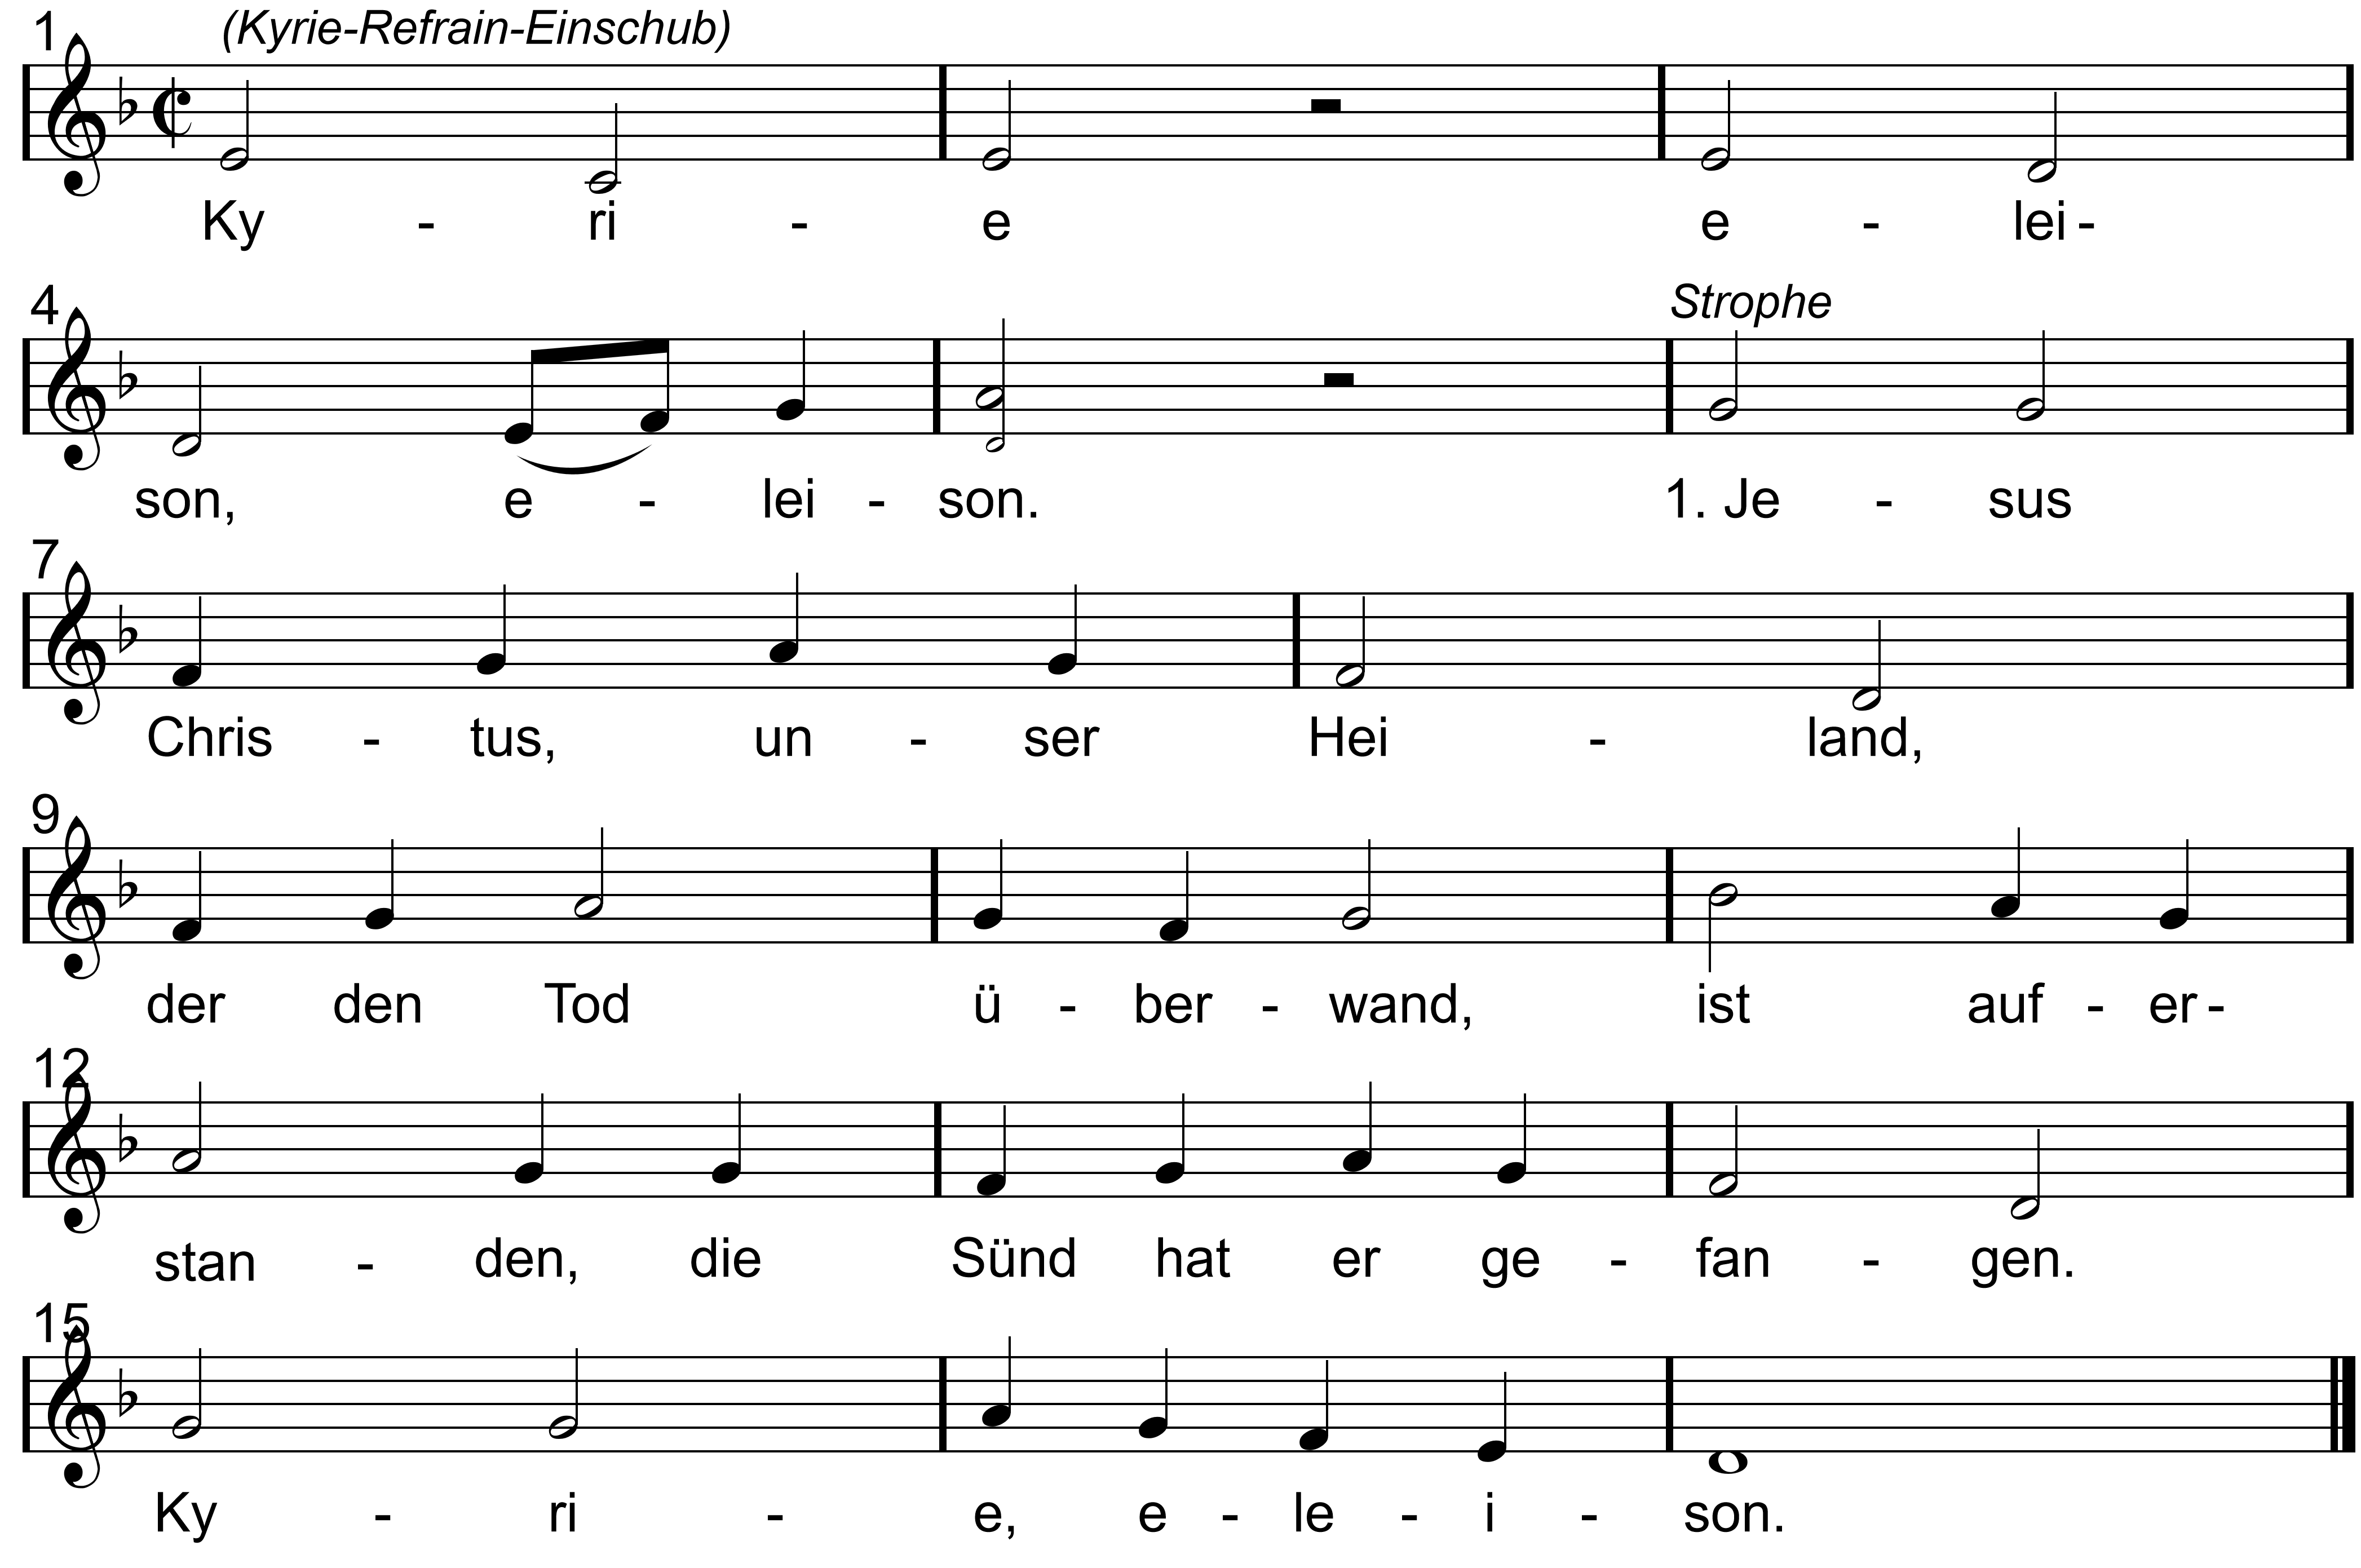 1 (Kyrie-Refrain-Einschub)
Ky - ri - e e - lei -
4 Strophe
son, e - lei - son. 1. Je - sus
7
Chris - tus, un - ser Hei - land,
9
der den Tod ü - ber - wand, ist auf - er -
12
stan - den, die Sünd hat er ge - fan - gen.
15
Ky - ri - e, e - le - i - son.